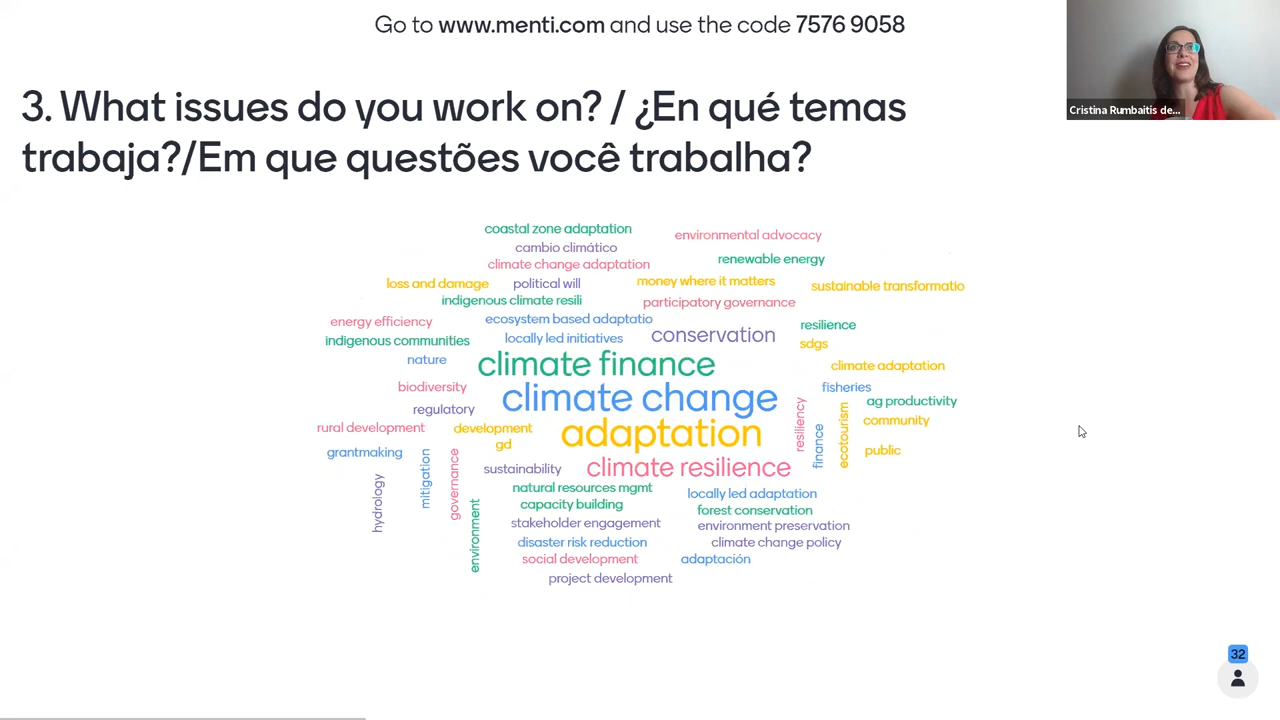 Go to www.menti.com and use the code 7576 9058
Cristina Rumbaitis de...
3. What issues do you work on? / ¿En qué temas
trabaja?/Em que questões você trabalha?
coastal zone adaptation
environmental advocacy
cambio climático
renewable energy
climate change adaptation
loss and damage
political will
money where it matters
sustainable transformatio
indigenous climate resili
participatory governance
energy efficiency
ecosystem based adaptatio
resilience
indigenous communities
locally led initiatives
conservation
sdgs
nature
climate finance
climate adaptation
biodiversity
climate change
fisheries
ag productivity
regulatory
resiliency
finance
ecotourism
community
rural development
development
adaptation
gd
public
grantmaking
mitigation
governance
sustainability
climate resilience
hydrology
environment
natural resources mgmt
locally led adaptation
capacity building
forest conservation
stakeholder engagement
environment preservation
disaster risk reduction
climate change policy
social development
adaptación
project development
32